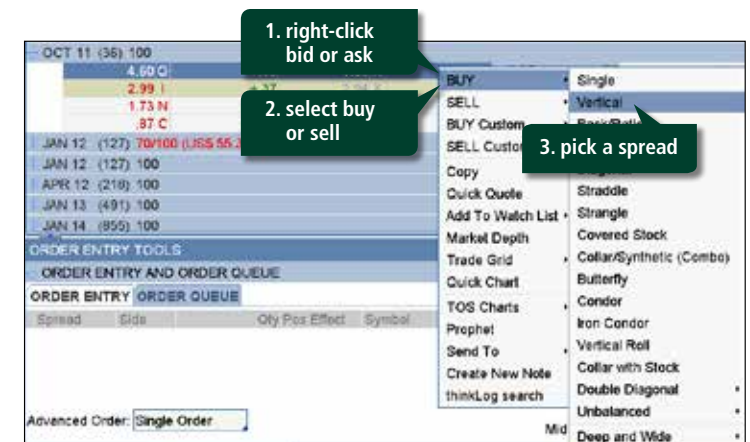 1. right-click
bid or ask
OCT 11 (36) 100
4.60 Q
2.99 I
1.73 N
.87 C
2. select buy
or sell
JAN 12 (127) 70/100 (US$ 55.
JAN 12 (127) 100
APR 12 (218) 100
JAN 13 (491) 100
JAN 14 (855) 100
ORDER ENTRY TOOLS
ORDER ENTRY AND ORDER QUEUE
ORDER ENTRY ORDER QUEUE
Spread Side Qty Pos Effect Symbol
Advanced Order: Single Order
Mid
BUY
SELL
BUY Custom
SELL Custom
Copy
Quick Quote
Add To Watch List
Market Depth
Trade Grid
Quick Chart
TOS Charts
Prophet
Send To
Create New Note
thinkLog search
Single
Vertical
3. pick a spread
Straddle
Strangle
Covered Stock
Collar/Synthetic (Combo)
Butterfly
Condor
Iron Condor
Vertical Roll
Collar with Stock
Double Diagonal
Unbalanced
Deep and Wide